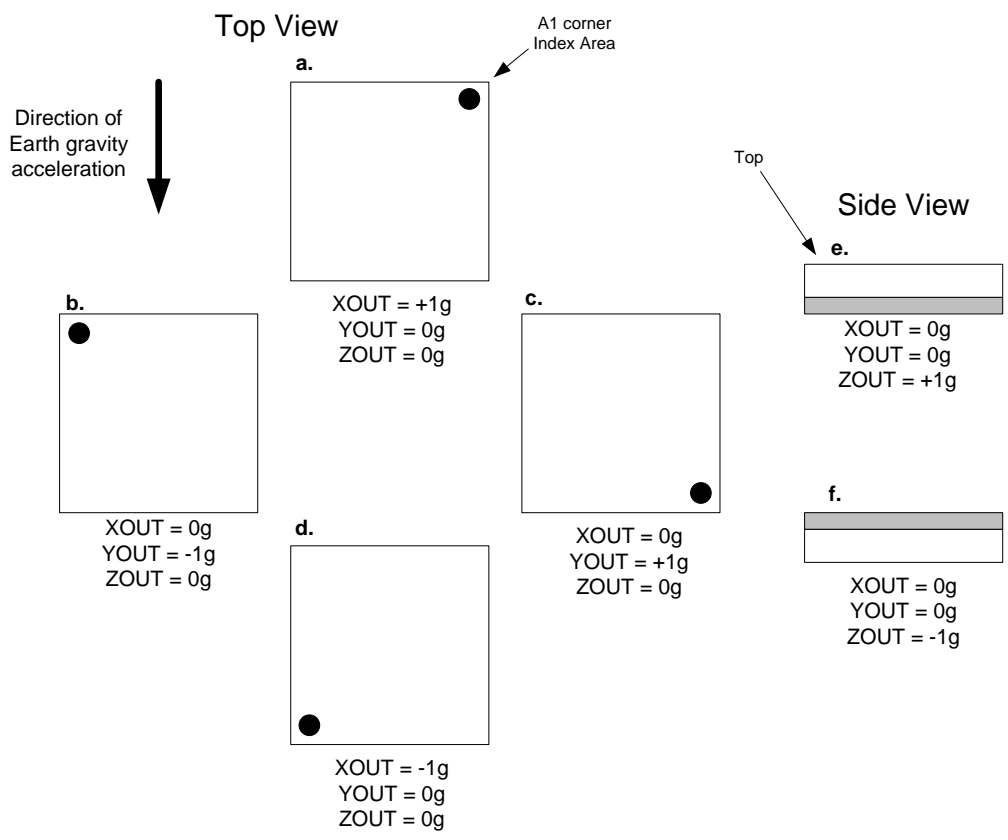 Top View
A1 corner
Index Area
a.
Direction of
Earth gravity
acceleration
XOUT = +1g
YOUT = 0g
ZOUT = 0g
b.
XOUT = 0g
YOUT = -1g
ZOUT = 0g
c.
XOUT = 0g
YOUT = +1g
ZOUT = 0g
d.
XOUT = -1g
YOUT = 0g
ZOUT = 0g
Top
Side View
e.
XOUT = 0g
YOUT = 0g
ZOUT = +1g
f.
XOUT = 0g
YOUT = 0g
ZOUT = -1g